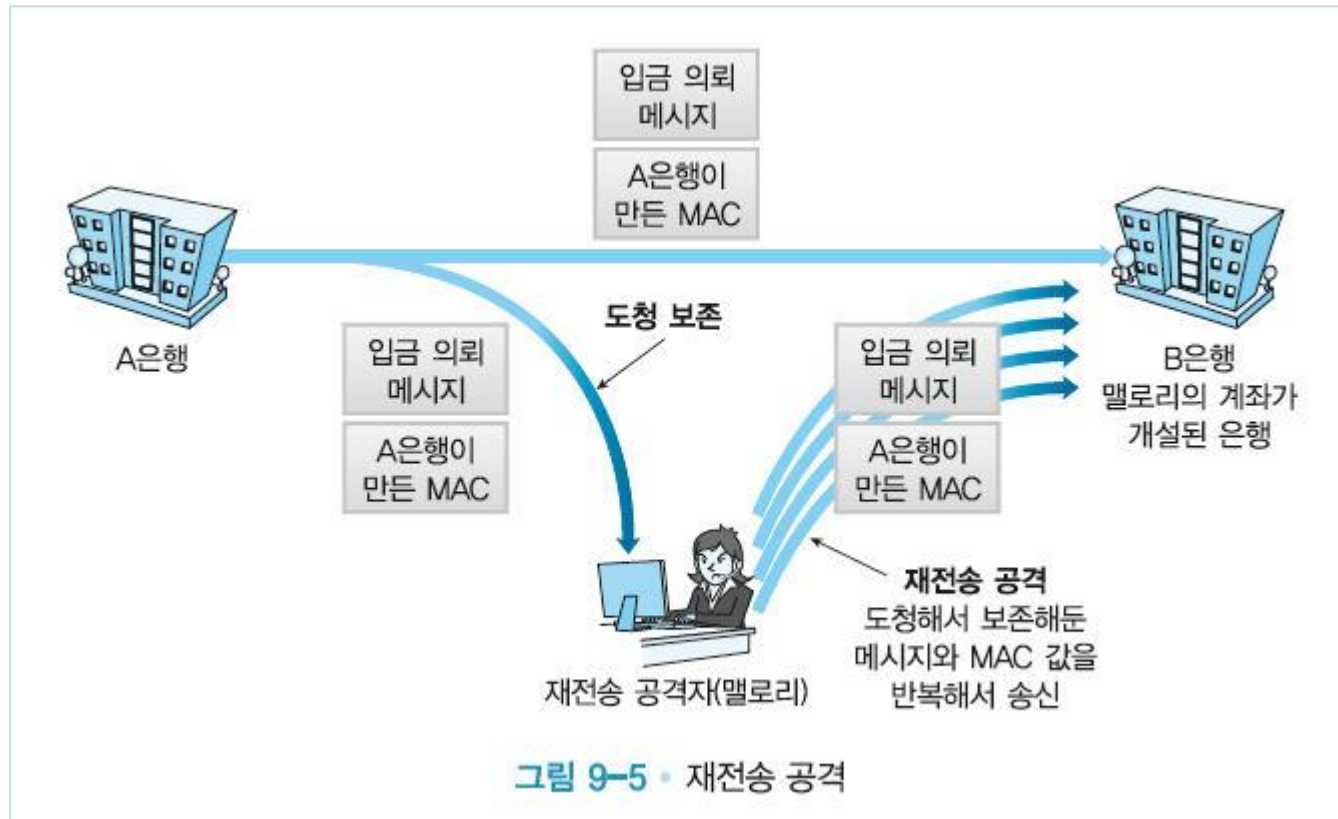 입금 의뢰
메시지
A은행이
만든 MAC
A은행
도청 보존
입금 의뢰
메시지
A은행이
만든 MAC
입금 의뢰
메시지
A은행이
만든 MAC
B은행
맬로리의 계좌가
개설된 은행
재전송 공격
도청해서 보존해둔
메시지와 MAC 값을
반복해서 송신
재전송 공격자(맬로리)
그림 9-5 • 재전송 공격